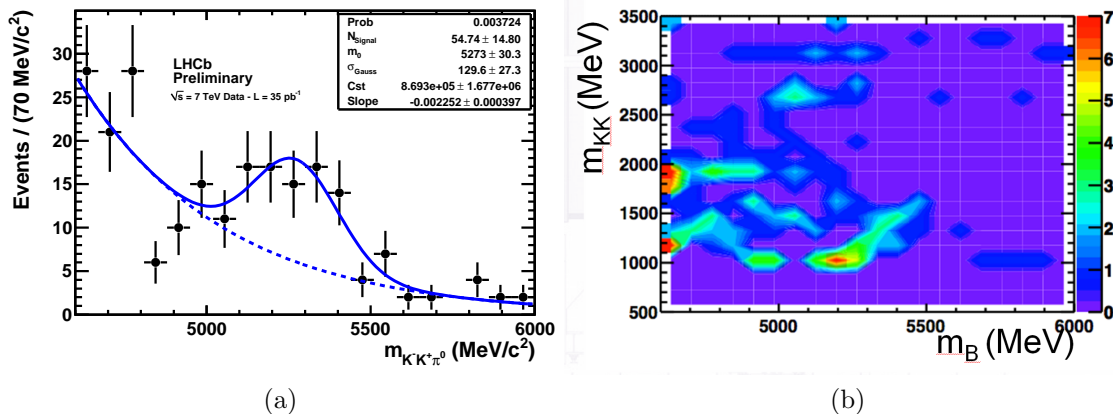 Prob 0.003724
N_Signal 54.74 ± 14.80
m_0 5273 ± 30.3
σ_Gauss 129.6 ± 27.3
Cst 8.693e+05 ± 1.677e+06
Slope -0.002252 ± 0.000397
LHCb
Preliminary
√s = 7 TeV Data - L = 35 pb⁻¹
Events / (70 MeV/c²)
30
25
20
15
10
5
0
5000 5500 6000
m_K⁻K⁺π⁰ (MeV/c²)
(a)
m_KK (MeV)
3500
3000
2500
2000
1500
1000
500
5000 5500 6000
m_B (MeV)
7
6
5
4
3
2
1
0
(b)